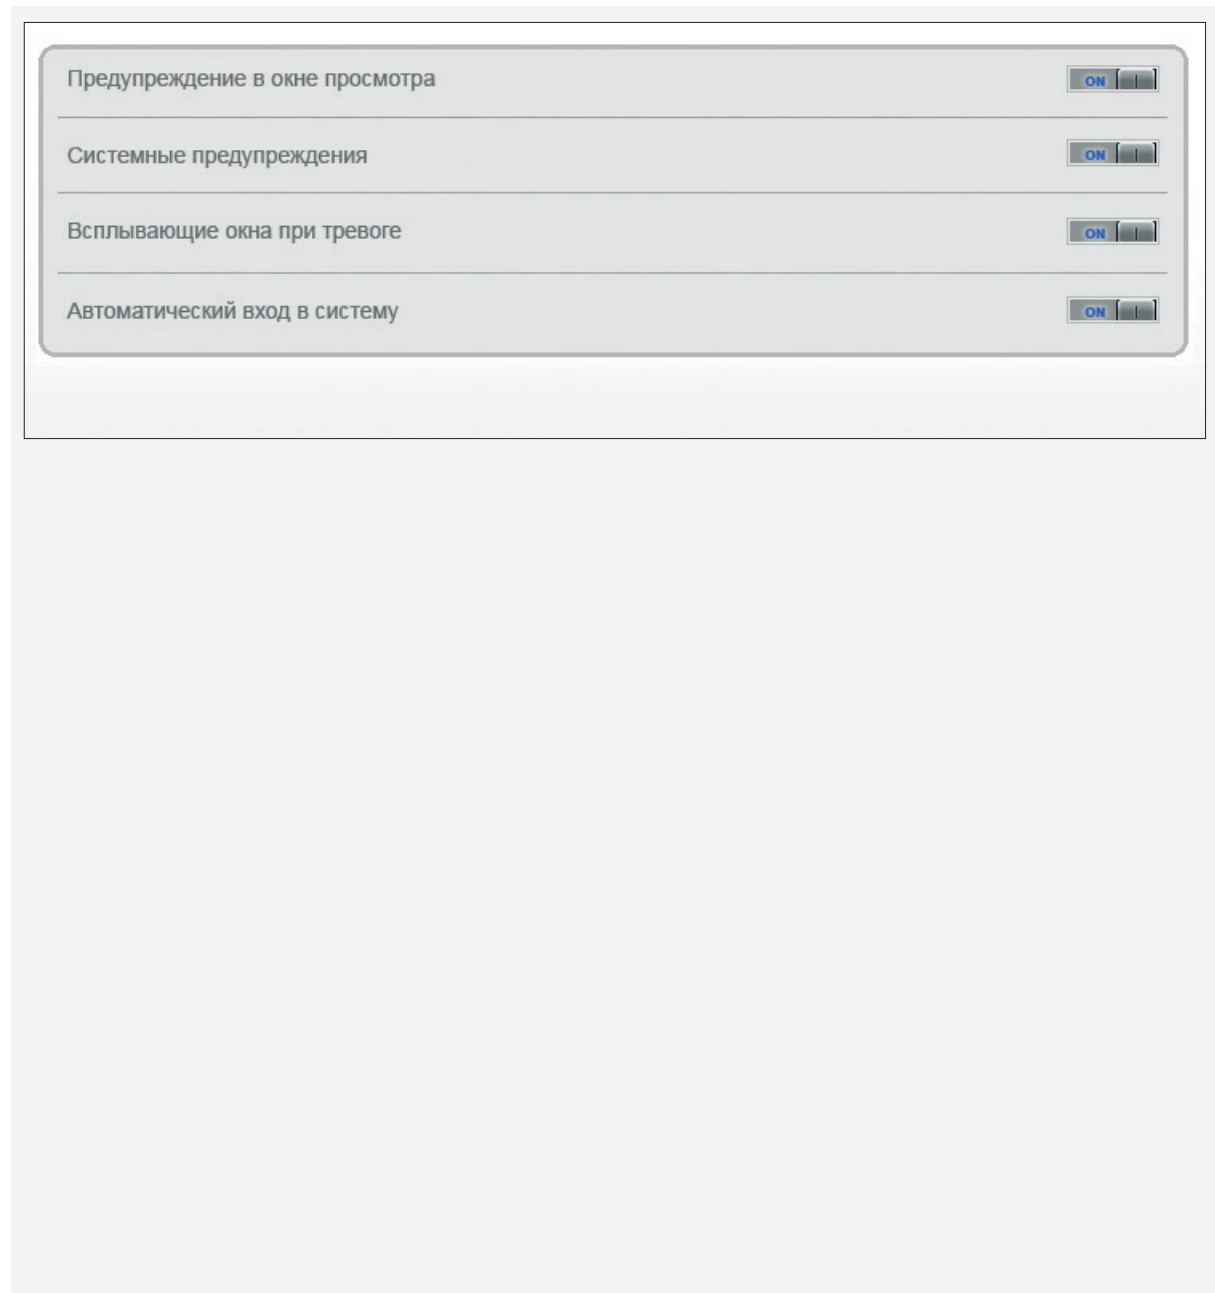 Предупреждение в окне просмотра ON
Системные предупреждения ON
Всплывающие окна при тревоге ON
Автоматический вход в систему ON